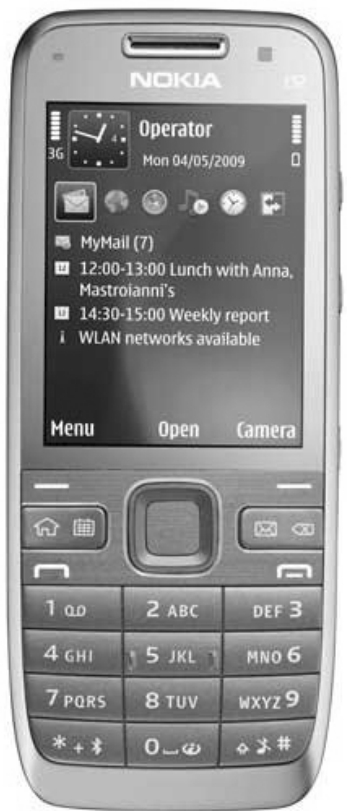 NOKIA
Operator
3G
Mon 04/05/2009
MyMail (7)
12:00-13:00 Lunch with Anna,
Mastroianni's
14:30-15:00 Weekly report
WLAN networks available
Menu Open Camera
1
2 ABC
DEF 3
4 GHI
5 JKL
MNO 6
7 PQRS
8 TUV
WXYZ 9
* +
0
#